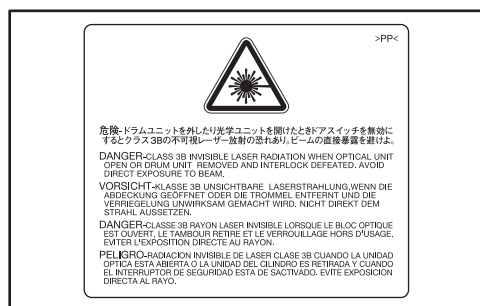 >PP<
危険-ドラムユニットを外したり光学ユニットを開けたときドアスイッチを無効に
するとクラス3Bの不可視レーザー放射の恐れあり。ビームの直接暴露を避けよ。
DANGER-CLASS 3B INVISIBLE LASER RADIATION WHEN OPTICAL UNIT
OPEN OR DRUM UNIT REMOVED AND INTERLOCK DEFEATED. AVOID
DIRECT EXPOSURE TO BEAM.
VORSICHT-KLASSE 3B UNSICHTBARE LASERSTRAHLUNG,WENN DIE
ABDECKUNG GEÖFFNET ODER DIE TROMMEL ENTFERNT UND DIE
VERRIEGELUNG UNWIRKSAM GEMACHT WIRD. NICHT DIREKT DEM
STRAHL AUSSETZEN.
DANGER-CLASSE 3B RAYON LASER INVISIBLE LORSQUE LE BLOC OPTIQUE
EST OUVERT, LE TAMBOUR RETIRE ET LE VERROUILLAGE HORS D'USAGE.
EVITER L'EXPOSITION DIRECTE AU RAYON.
PELIGRO-RADIACION INVISIBLE DE LASER CLASE 3B CUANDO LA UNIDAD
OPTICA ESTA ABIERTA O LA UNIDAD DEL CILINDRO ES RETIRADA Y CUANDO
EL INTERRUPTOR DE SEGURIDAD ESTA DE SACTIVADO. EVITE EXPOSICION
DIRECTA AL RAYO.